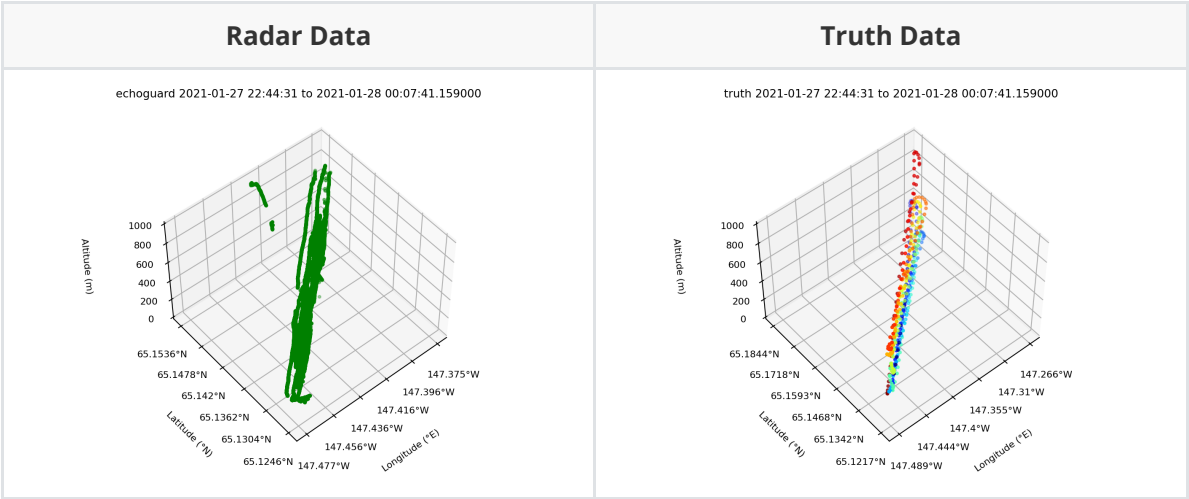 Radar Data
Truth Data
echoguard 2021-01-27 22:44:31 to 2021-01-28 00:07:41.159000
1000
800
600
400
200
0
Altitude (m)
65.1536°N
65.1478°N
65.142°N
65.1362°N
65.1304°N
65.1246°N
Latitude (°N)
147.375°W
147.396°W
147.416°W
147.436°W
147.456°W
147.477°W
Longitude (°E)
truth 2021-01-27 22:44:31 to 2021-01-28 00:07:41.159000
1000
800
600
400
200
0
Altitude (m)
65.1844°N
65.1718°N
65.1593°N
65.1468°N
65.1342°N
65.1217°N
Latitude (°N)
147.266°W
147.31°W
147.355°W
147.4°W
147.444°W
147.489°W
Longitude (°E)